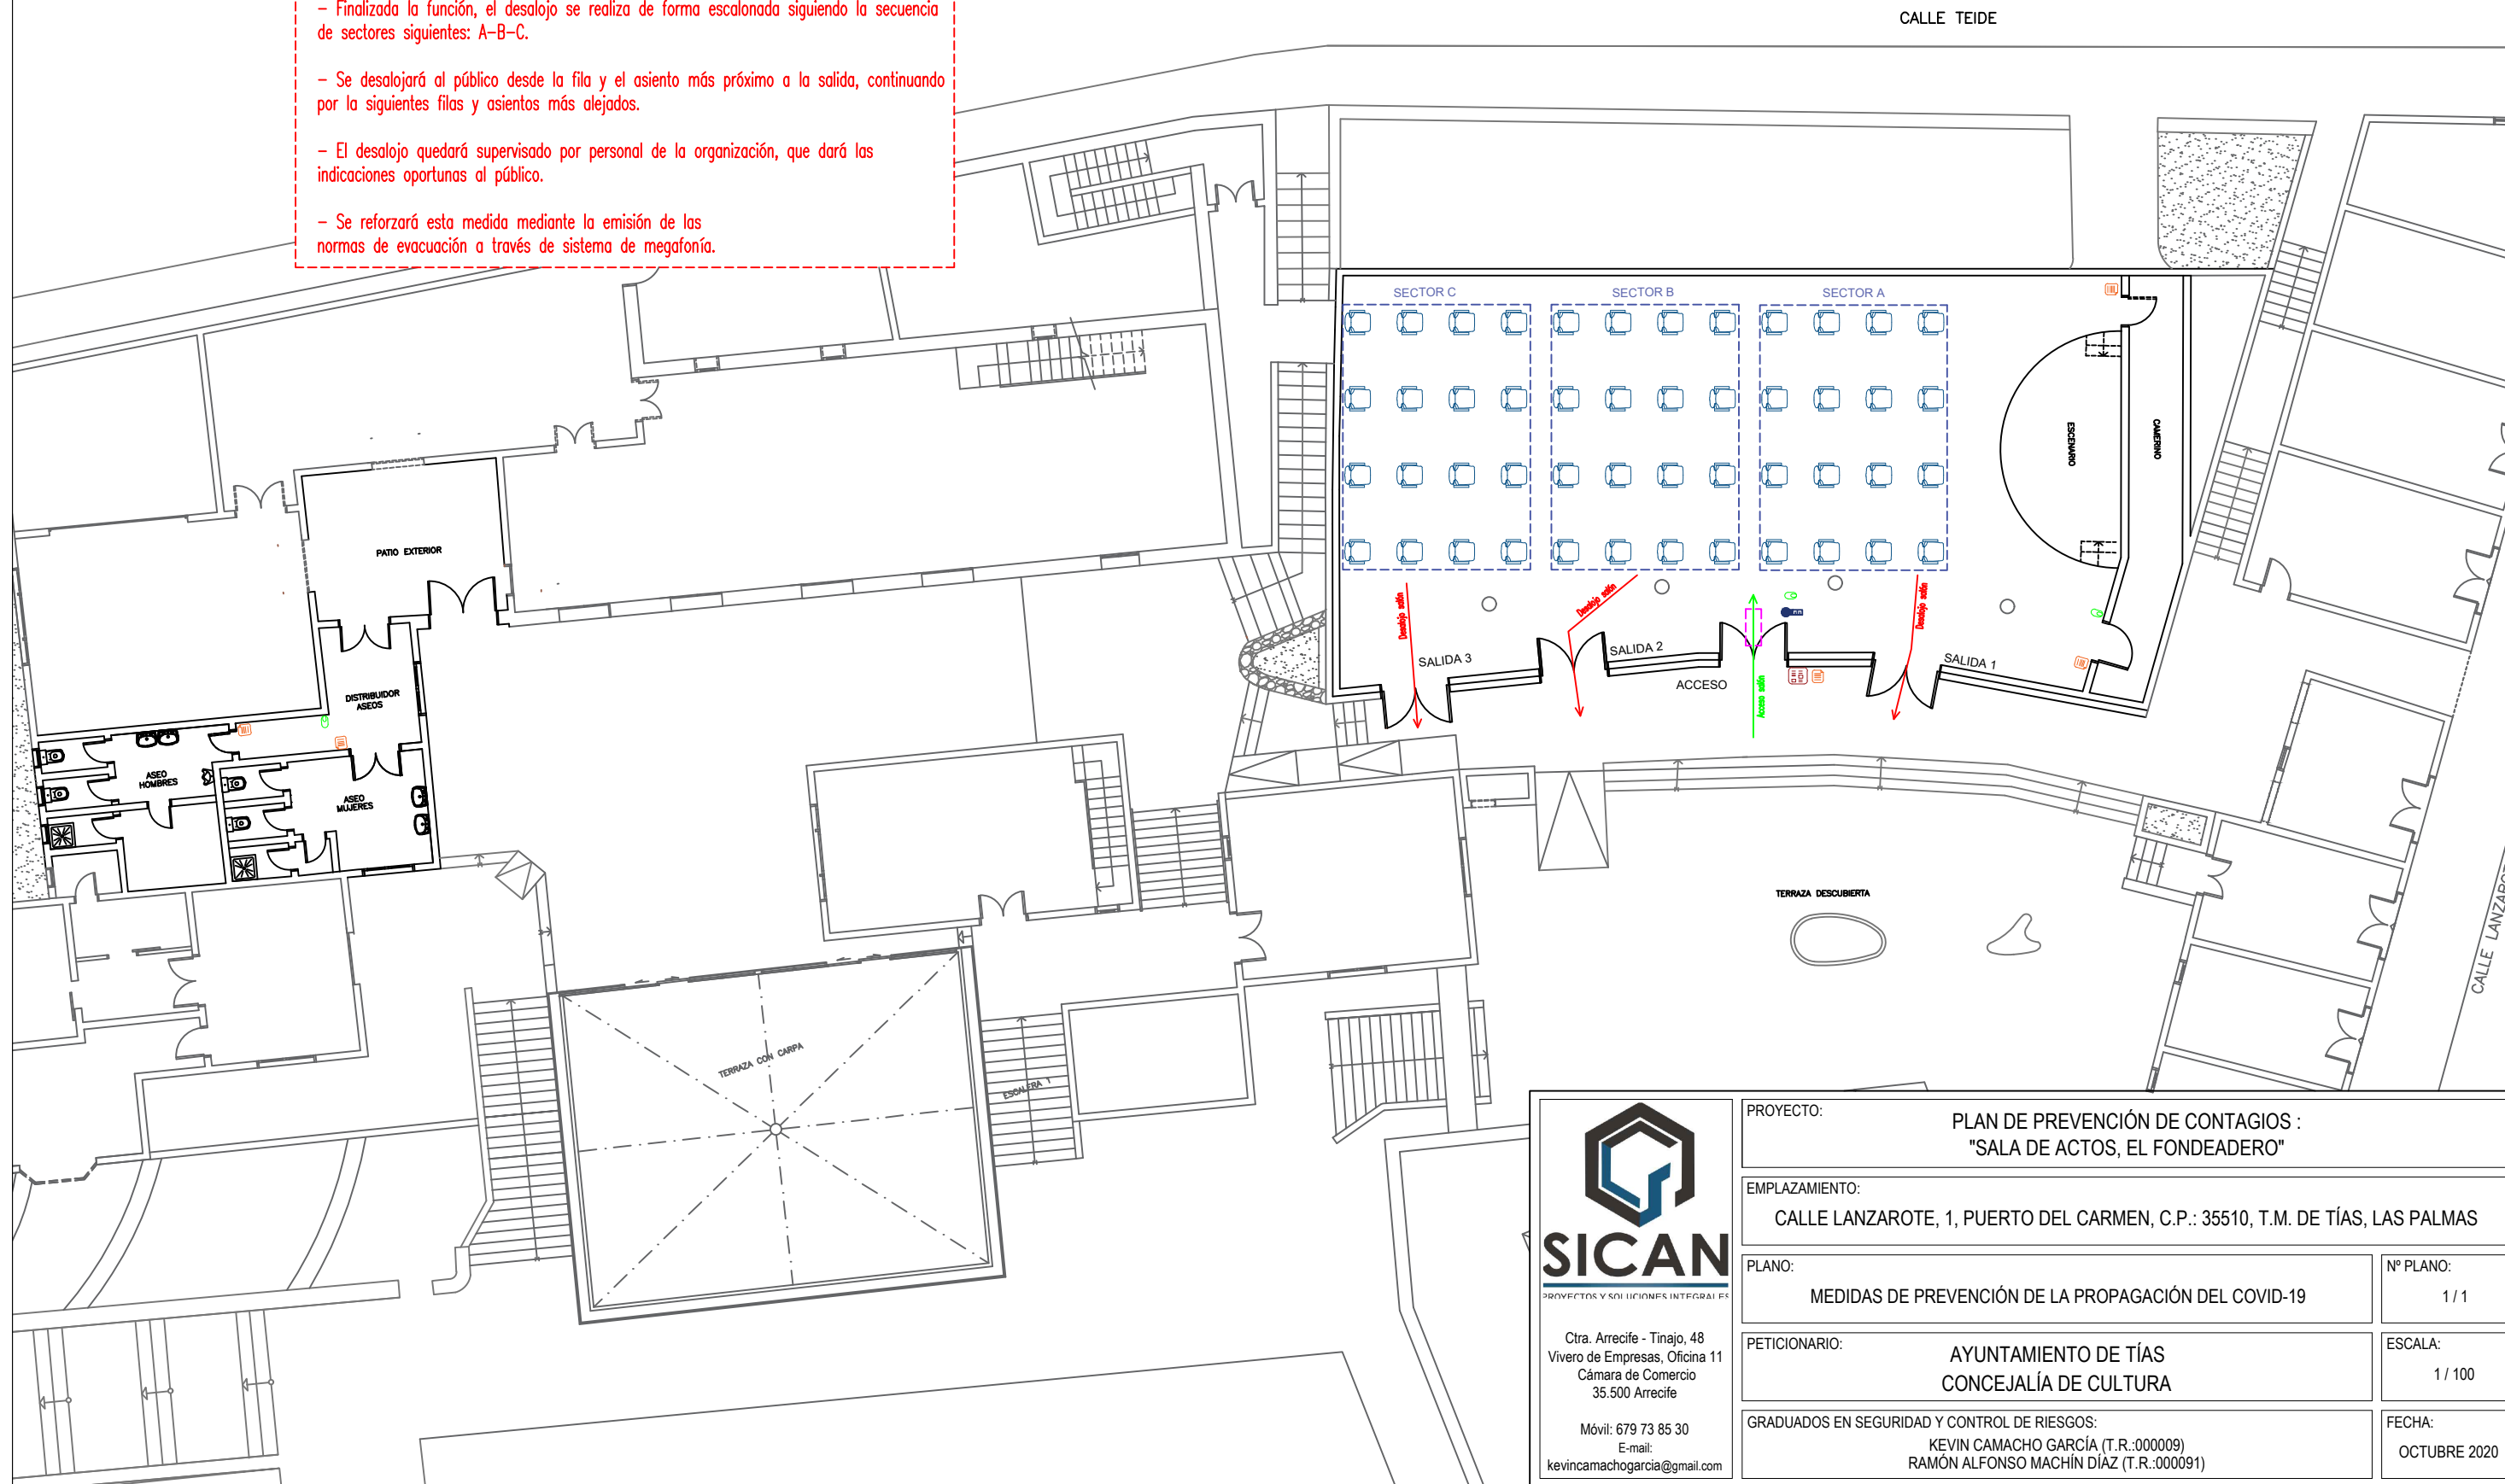 – Finalizada la función, el desalojo se realiza de forma escalonada siguiendo la secuencia
de sectores siguientes: A–B–C.
– Se desalojará al público desde la fila y el asiento más próximo a la salida, continuando
por la siguientes filas y asientos más alejados.
– El desalojo quedará supervisado por personal de la organización, que dará las
indicaciones oportunas al público.
– Se reforzará esta medida mediante la emisión de las
normas de evacuación a través de sistema de megafonía.
CALLE TEIDE
SECTOR C
SECTOR B
SECTOR A
ESCENARIO
CAMERINO
PATIO EXTERIOR
Desalojo salón
Desalojo salón
Desalojo salón
SALIDA 3
SALIDA 2
SALIDA 1
ACCESO
Acceso salón
DISTRIBUIDOR
ASEOS
ASEO
HOMBRES
ASEO
MUJERES
TERRAZA DESCUBIERTA
CALLE
TERRAZA CON CARPA
ESCALERA 1
SICAN
PROYECTOS Y SOLUCIONES INTEGRALES
Ctra. Arrecife - Tinajo, 48
Vivero de Empresas, Oficina 11
Cámara de Comercio
35.500 Arrecife
Móvil: 679 73 85 30
E-mail:
kevincamachogarcia@gmail.com
PROYECTO:
PLAN DE PREVENCIÓN DE CONTAGIOS :
"SALA DE ACTOS, EL FONDEADERO"
EMPLAZAMIENTO:
CALLE LANZAROTE, 1, PUERTO DEL CARMEN, C.P.: 35510, T.M. DE TÍAS, LAS PALMAS
PLANO:
MEDIDAS DE PREVENCIÓN DE LA PROPAGACIÓN DEL COVID-19
Nº PLANO:
1 / 1
PETICIONARIO:
AYUNTAMIENTO DE TÍAS
CONCEJALÍA DE CULTURA
ESCALA:
1 / 100
GRADUADOS EN SEGURIDAD Y CONTROL DE RIESGOS:
KEVIN CAMACHO GARCÍA (T.R.:000009)
RAMÓN ALFONSO MACHÍN DÍAZ (T.R.:000091)
FECHA:
OCTUBRE 2020